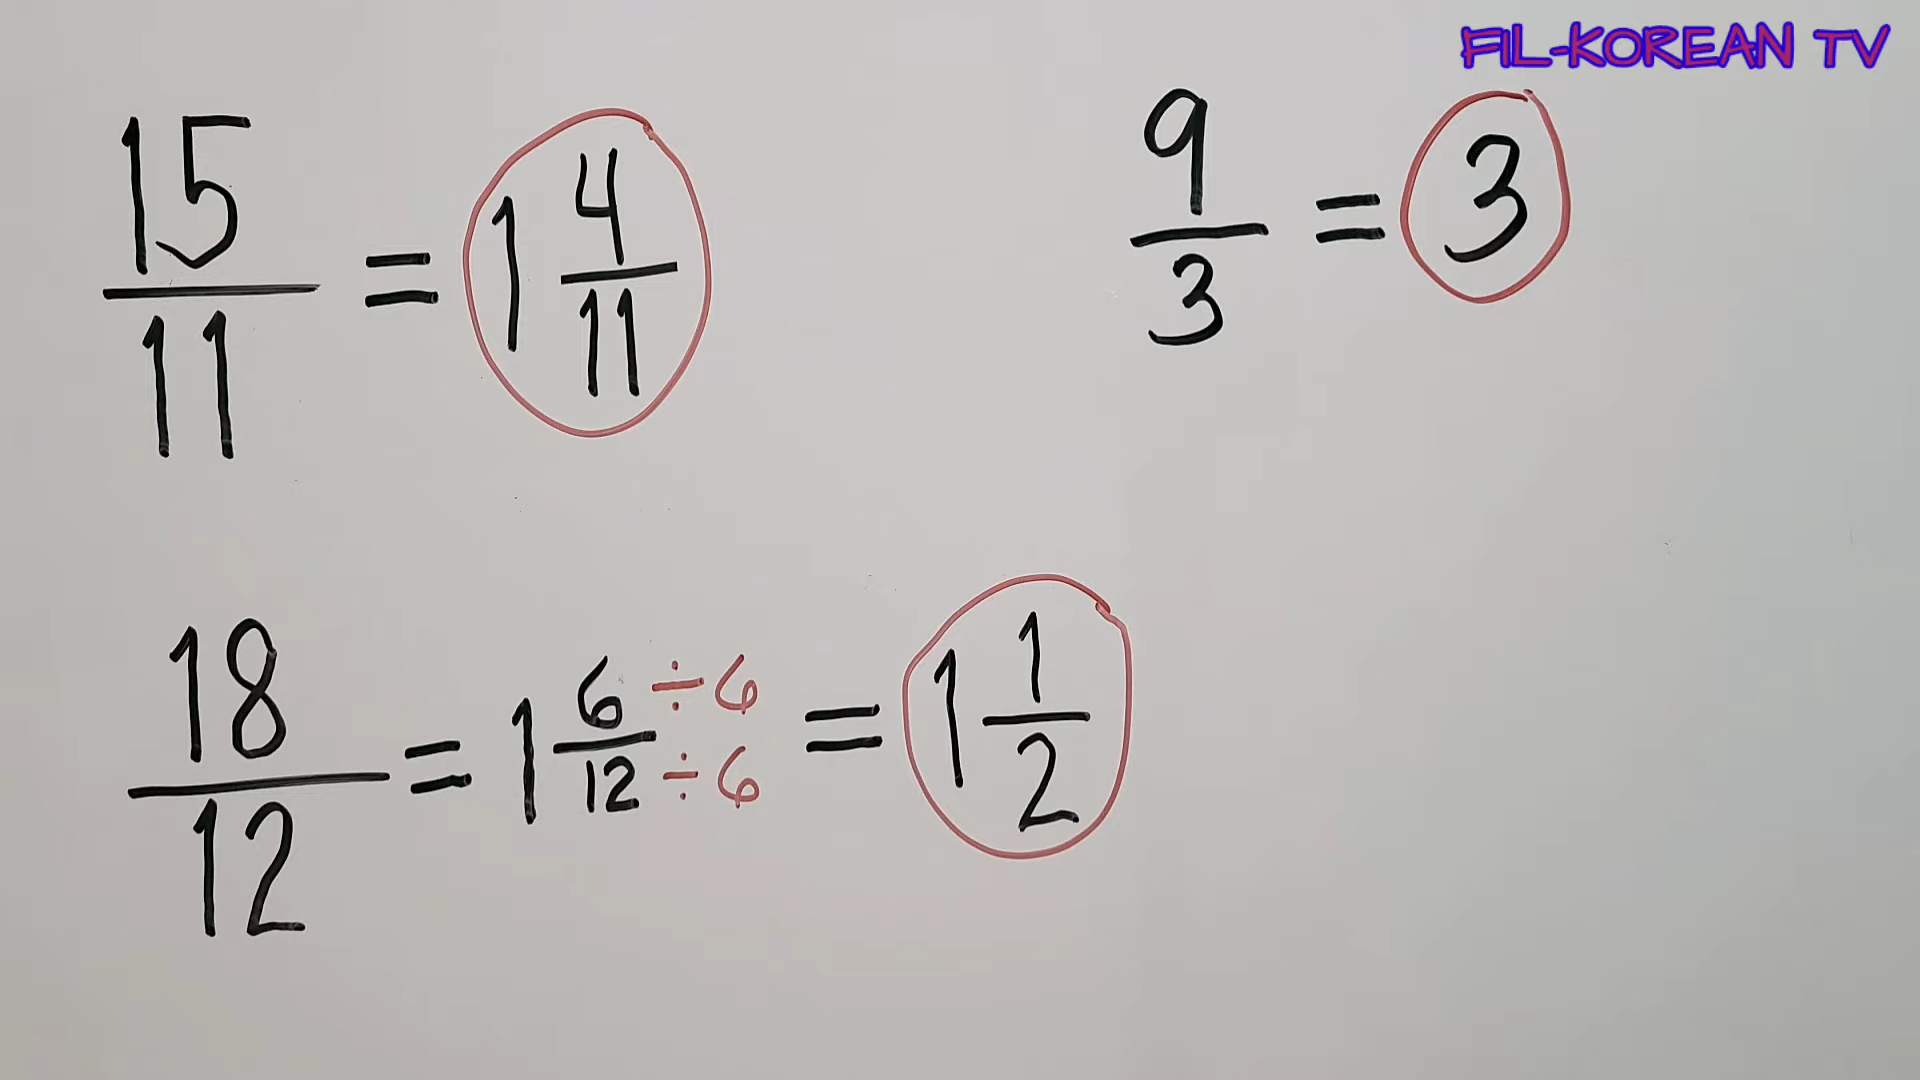 FIL-KOREAN TV
15/11 = 1 4/11
9/3 = 3
18/12 = 1 6÷6/12÷6 = 1 1/2